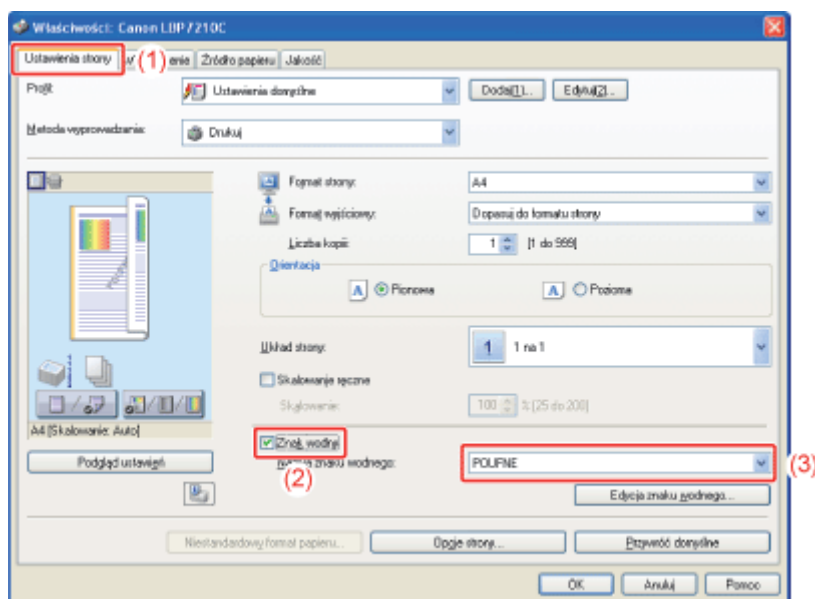 Właściwości: Canon LBP7210C
Ustawienia strony (1) enie Źródło papieru Jakość
Profil: Ustawienia domyślne Dodaj(1)... Edytuj(2)...
Metoda wyprowadzania: Drukuj
Format strony: A4
Format wyjściowy: Dopasuj do formatu strony
Liczba kopii: 1 [1 do 999]
Orientacja
A Pionowa A Pozioma
Układ strony: 1 1 na 1
Skalowanie ręczne
Skalowanie: 100 % [25 do 200]
A4 [Skalowanie: Auto]
Znak wodny
Podgląd ustawień
(2) znaku wodnego: POUFNE (3)
Edycja znaku wodnego...
Niestandardowy format papieru... Opcje strony... Przywróć domyślne
OK Anuluj Pomoc